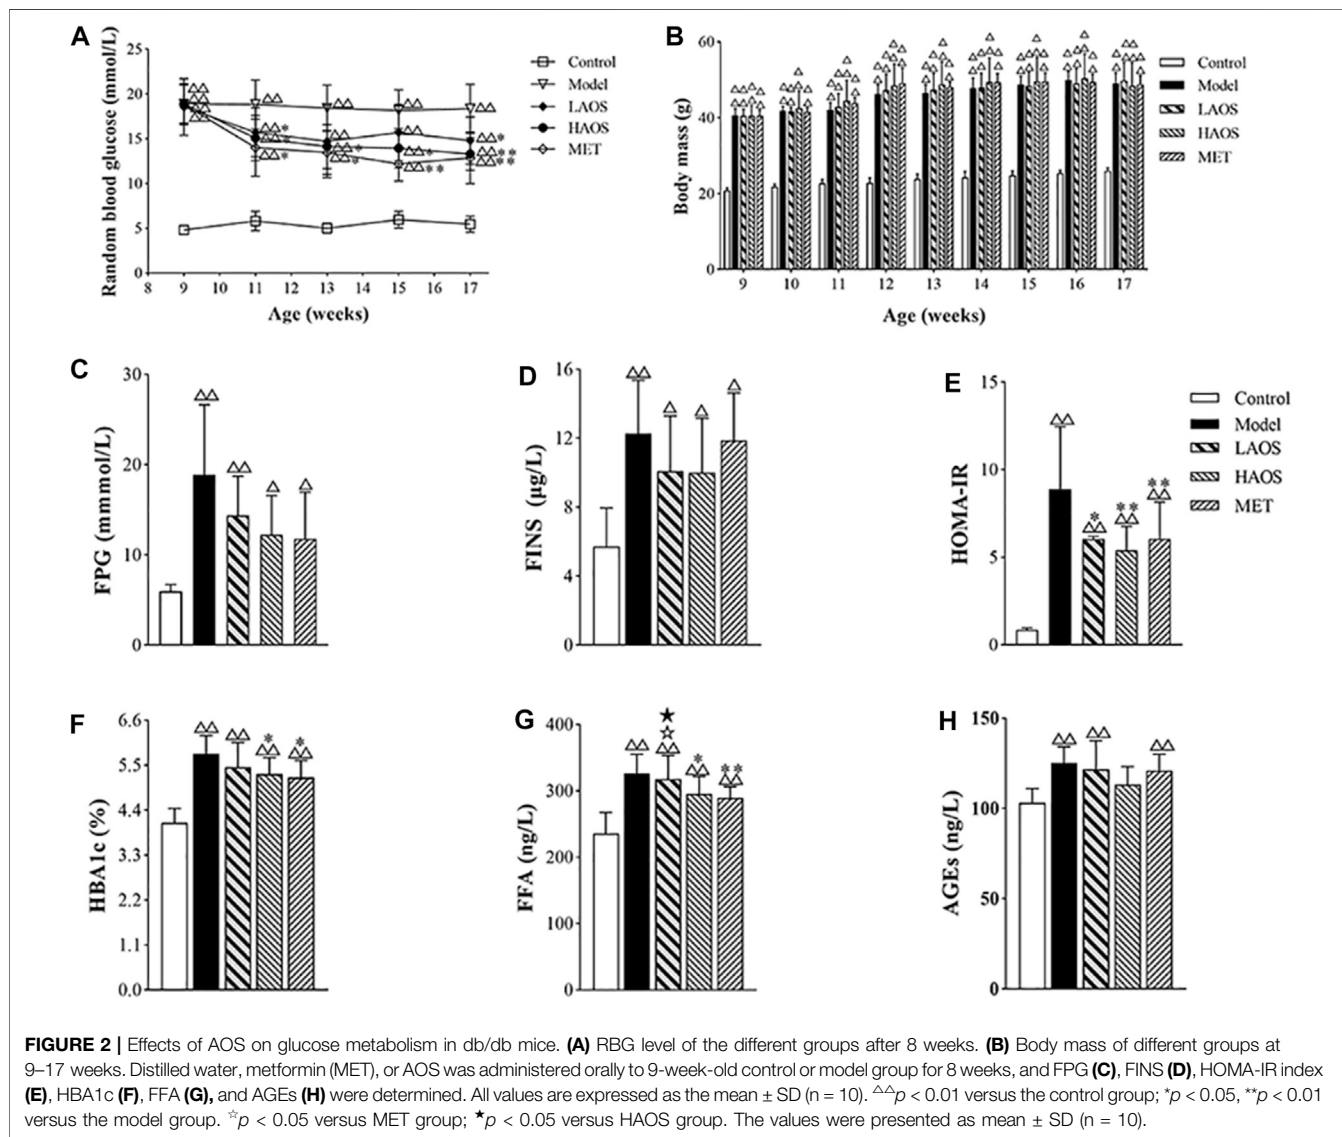 A
Random blood glucose (mmol/L)
25
20
15
10
5
0
8 9 10 11 12 13 14 15 16 17
Age (weeks)
△△ △△ △△ △△ △△
△△* △△ △△ △△*
△△* △△* △△* △△**
△△* △△* △△** △△**
Control
Model
LAOS
HAOS
MET
B
Body mass (g)
60
40
20
0
9 10 11 12 13 14 15 16 17
Age (weeks)
Control
Model
LAOS
HAOS
MET
C
FPG (mmmol/L)
30
20
10
0
△△ △△ △ △
D
FINS (µg/L)
16
12
8
4
0
△△ △ △ △
E
HOMA-IR
15
10
5
0
* ** **
△△ △△ △△ △△
Control
Model
LAOS
HAOS
MET
F
HBA1c (%)
6.6
5.5
4.4
3.3
2.2
1.1
0.0
* *
△△ △△ △△ △△
G
FFA (ng/L)
400
300
200
100
0
★
☆
* **
△△ △△ △△ △△
H
AGEs (ng/L)
150
100
50
0
△△ △△ △△
FIGURE 2 | Effects of AOS on glucose metabolism in db/db mice. (A) RBG level of the different groups after 8 weeks. (B) Body mass of different groups at
9–17 weeks. Distilled water, metformin (MET), or AOS was administered orally to 9-week-old control or model group for 8 weeks, and FPG (C), FINS (D), HOMA-IR index
(E), HBA1c (F), FFA (G), and AGEs (H) were determined. All values are expressed as the mean ± SD (n = 10). △△p < 0.01 versus the control group; *p < 0.05, **p < 0.01
versus the model group. ☆p < 0.05 versus MET group; ★p < 0.05 versus HAOS group. The values were presented as mean ± SD (n = 10).